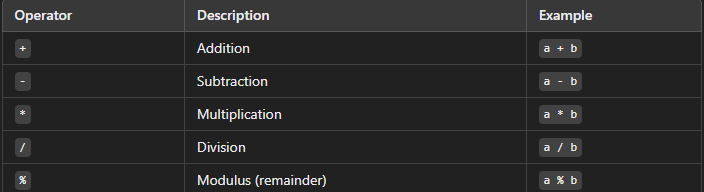 Operator Description Example
+ Addition a + b
- Subtraction a - b
* Multiplication a * b
/ Division a / b
% Modulus (remainder) a % b